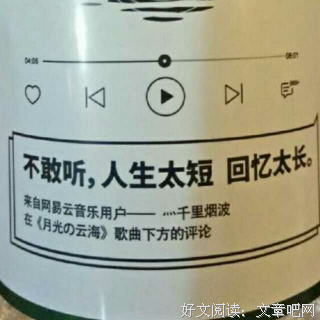 04:05 08:01
不敢听，人生太短 回忆太长。
来自网易云音乐用户—— 灬千里烟波
在《月光の云海》歌曲下方的评论
好文阅读：文章吧网